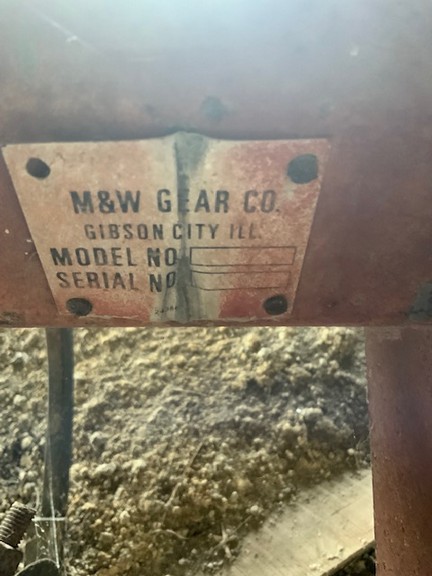 M&W GEAR CO.
GIBSON CITY ILL.
MODEL NO
SERIAL NO